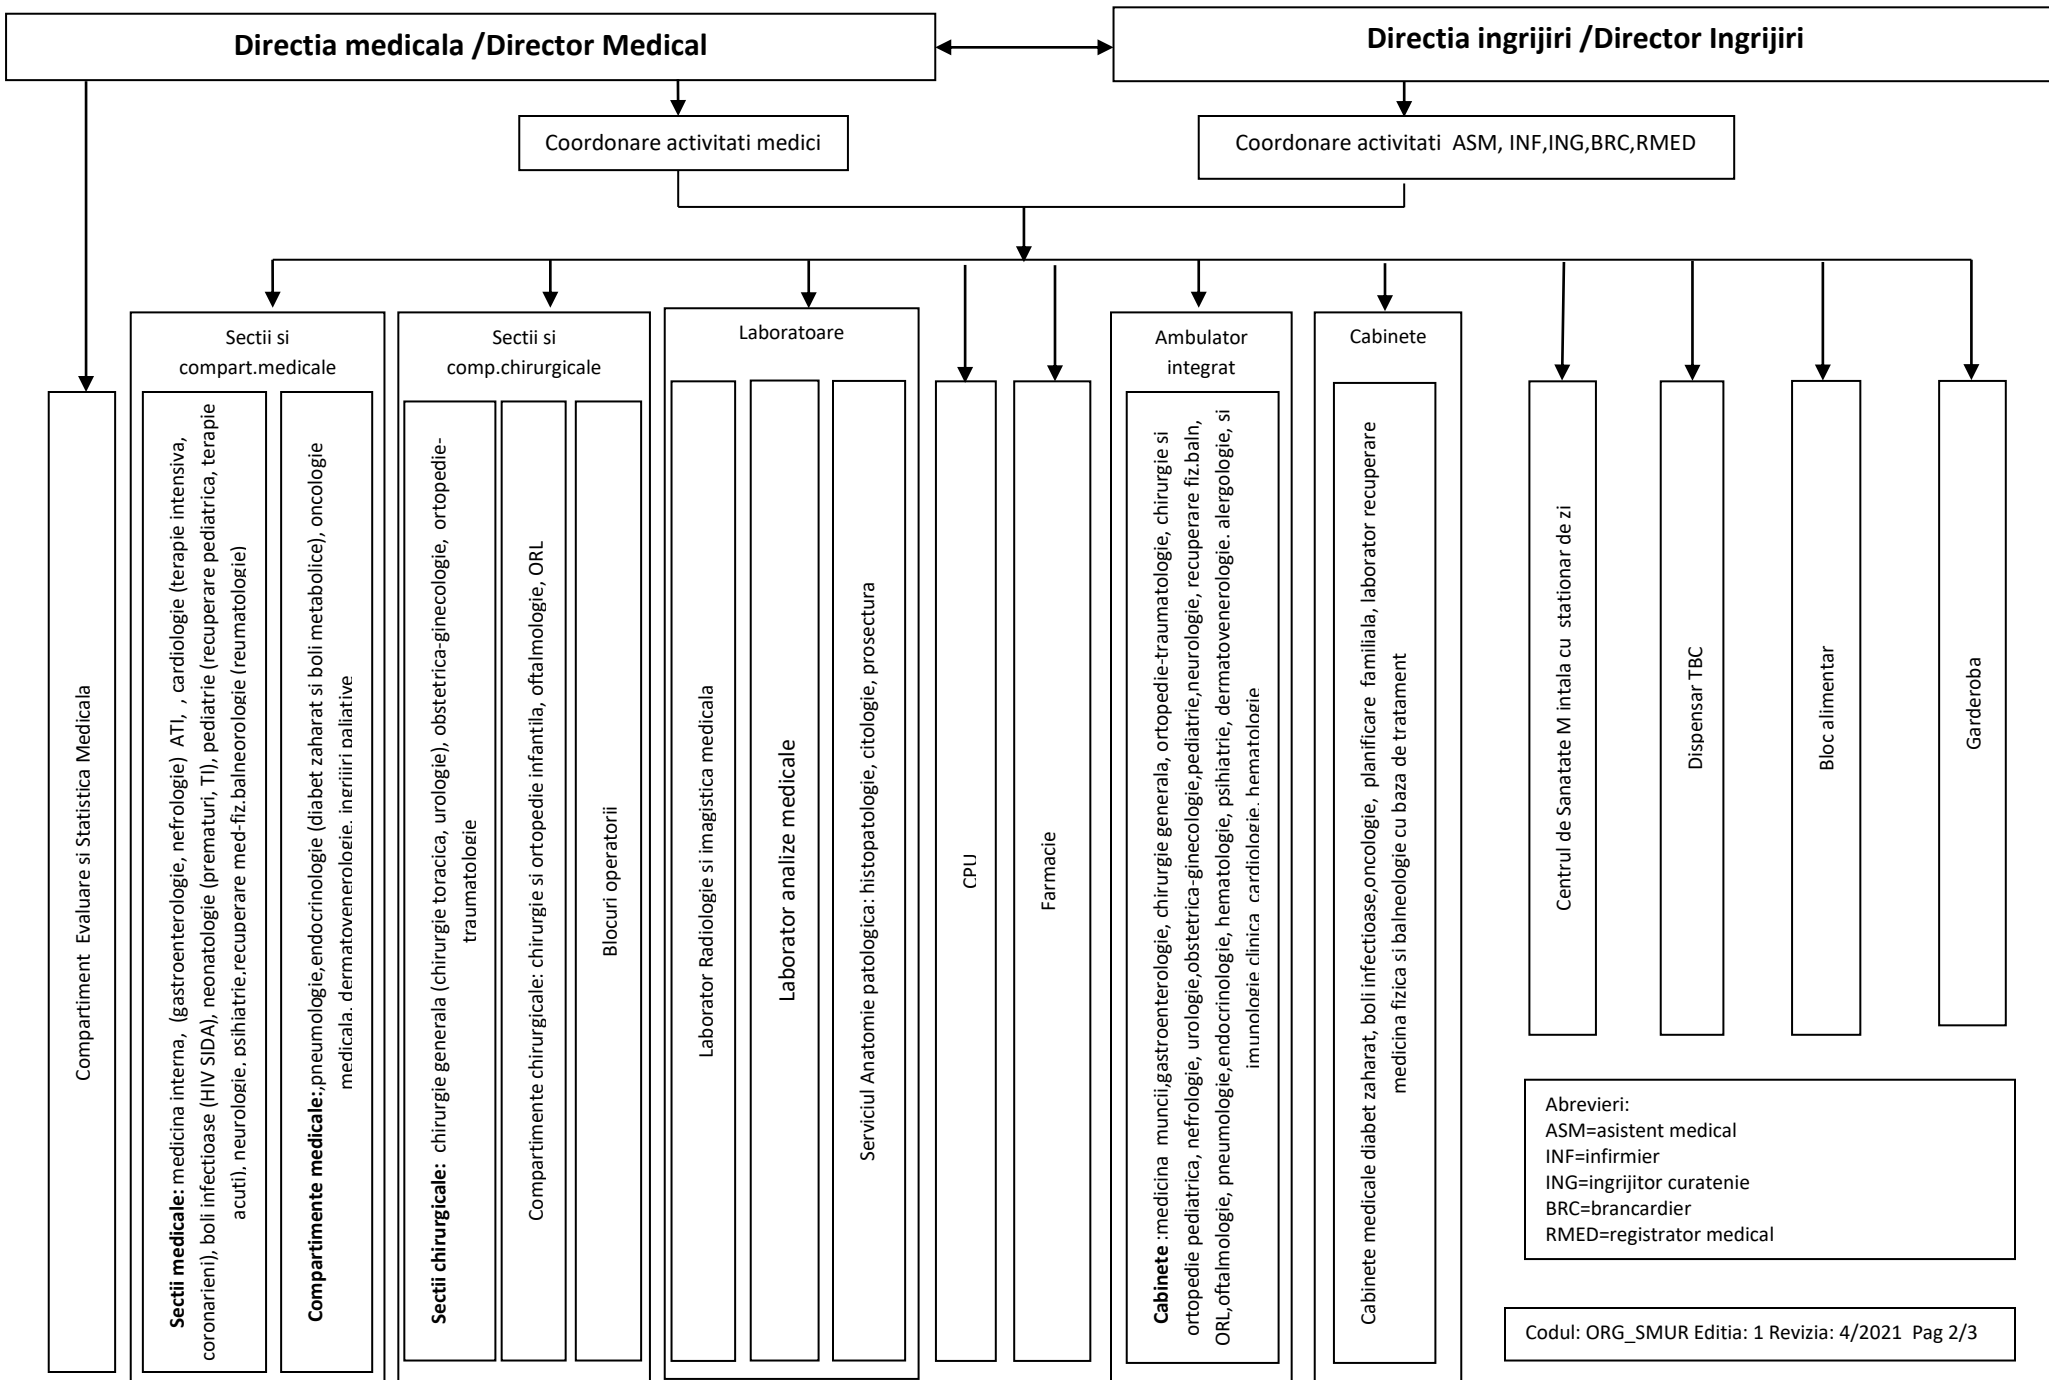 Directia medicala /Director Medical
Directia ingrijiri /Director Ingrijiri
Coordonare activitati medici
Coordonare activitati ASM, INF,ING,BRC,RMED
Compartiment Evaluare si Statistica Medicala
Sectii si
compart.medicale
Sectii medicale: medicina interna, (gastroenterologie, nefrologie) ATI, , cardiologie (terapie intensiva,
coronarieni), boli infectioase (HIV SIDA), neonatologie (prematuri, TI), pediatrie (recuperare pediatrica, terapie
acuti), neurologie, psihiatrie,recuperare med-fiz.balneorologie (reumatologie)
Compartimente medicale:,pneumologie,endocrinologie (diabet zaharat si boli metabolice), oncologie
medicala, dermatovenerologie, ingrijiri paliative
Sectii si
comp.chirurgicale
Sectii chirurgicale: chirurgie generala (chirurgie toracica, urologie), obstetrica-ginecologie, ortopedie-
traumatologie
Compartimente chirurgicale: chirurgie si ortopedie infantila, oftalmologie, ORL
Blocuri operatorii
Laboratoare
Laborator Radiologie si imagistica medicala
Laborator analize medicale
Serviciul Anatomie patologica: histopatologie, citologie, prosectura
CPU
Farmacie
Ambulator
integrat
Cabinete :medicina muncii,gastroenterologie, chirurgie generala, ortopedie-traumatologie, chirurgie si
ortopedie pediatrica, nefrologie, urologie,obstetrica-ginecologie,pediatrie,neurologie, recuperare fiz.baln,
ORL,oftalmologie, pneumologie,endocrinologie, hematologie, psihiatrie, dermatovenerologie. alergologie, si
imunologie clinica, cardiologie, hematologie
Cabinete
Cabinete medicale diabet zaharat, boli infectioase,oncologie, planificare familiala, laborator recuperare
medicina fizica si balneologie cu baza de tratament
Centrul de Sanatate M intala cu stationar de zi
Dispensar TBC
Bloc alimentar
Garderoba
Abrevieri:
ASM=asistent medical
INF=infirmier
ING=ingrijitor curatenie
BRC=brancardier
RMED=registrator medical
Codul: ORG_SMUR Editia: 1 Revizia: 4/2021 Pag 2/3